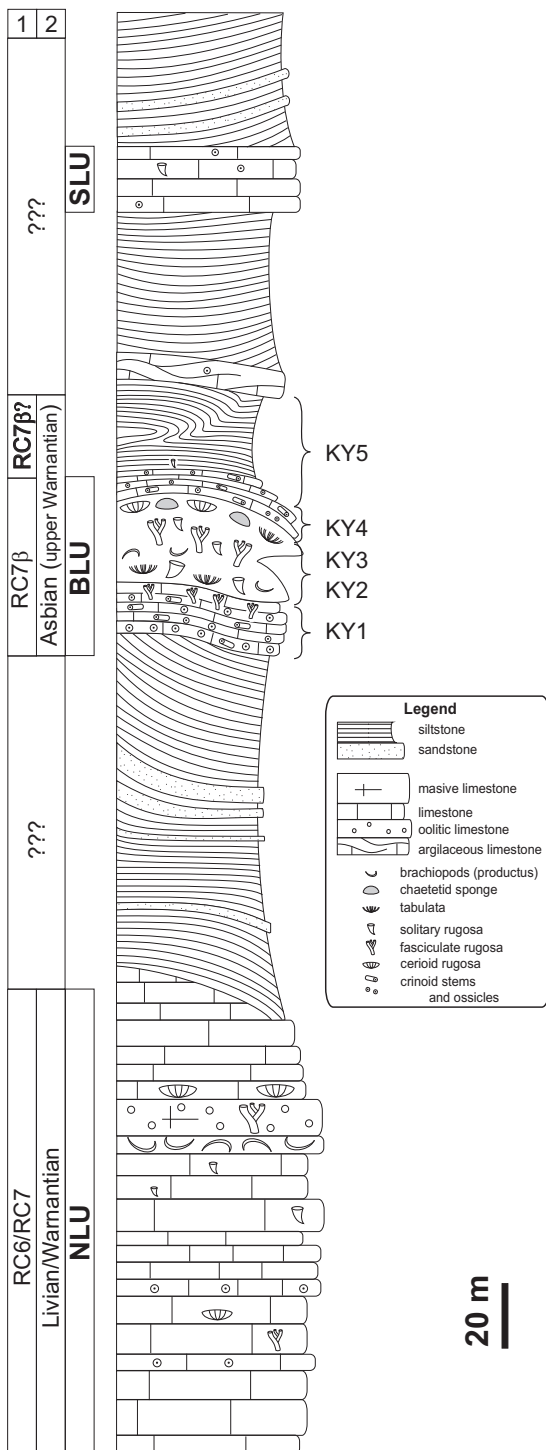 1 2
???
SLU
RC7β?
RC7β
Asbian (upper Warnantian)
BLU
KY5
KY4
KY3
KY2
KY1
???
Legend
siltstone
sandstone
masive limestone
limestone
oolitic limestone
argilaceous limestone
brachiopods (productus)
chaetetid sponge
tabulata
solitary rugosa
fasciculate rugosa
cerioid rugosa
crinoid stems
and ossicles
RC6/RC7
Livian/Warnantian
NLU
20 m